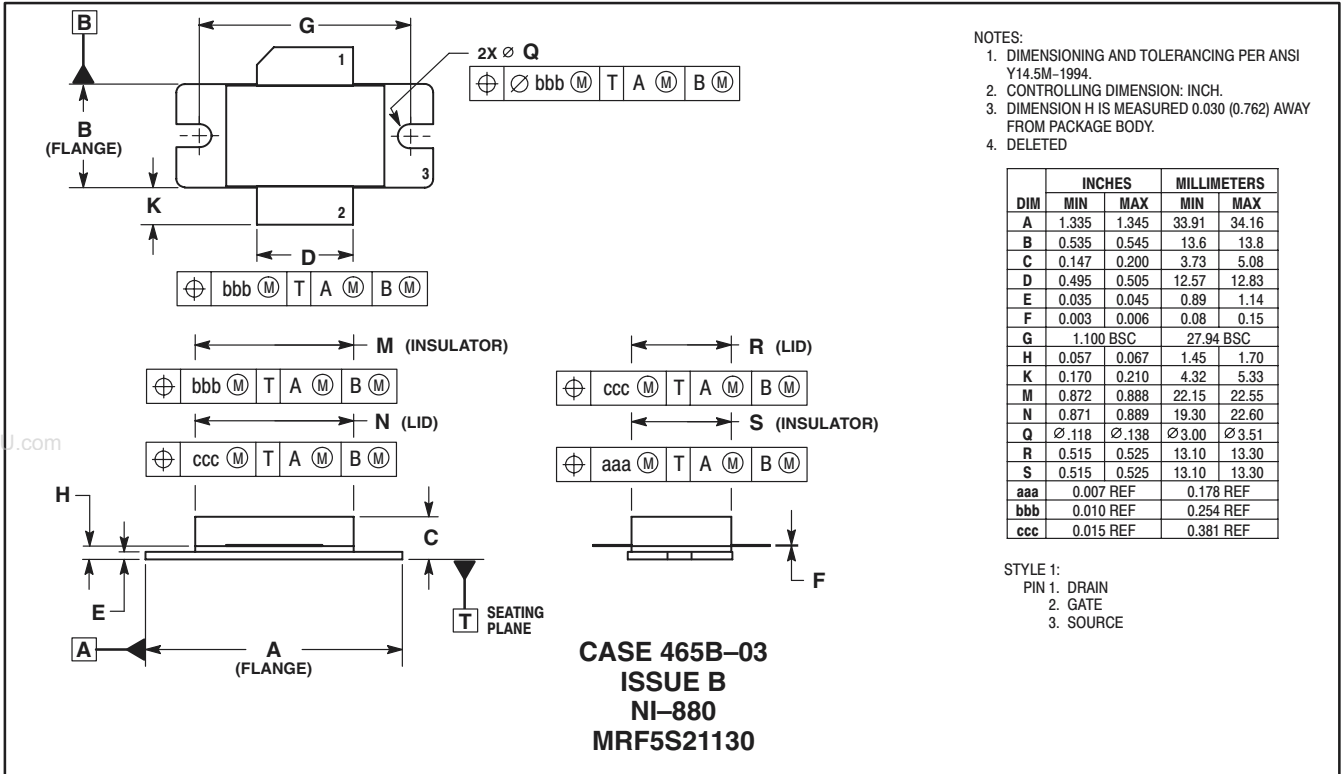 B
G
1
2X ∅ Q
⌖ ∅ bbb Ⓜ T A Ⓜ B Ⓜ
B
(FLANGE)
3
K
2
D
⌖ bbb Ⓜ T A Ⓜ B Ⓜ
M (INSULATOR)
⌖ bbb Ⓜ T A Ⓜ B Ⓜ
N (LID)
⌖ ccc Ⓜ T A Ⓜ B Ⓜ
R (LID)
⌖ ccc Ⓜ T A Ⓜ B Ⓜ
S (INSULATOR)
⌖ aaa Ⓜ T A Ⓜ B Ⓜ
U.com
H
C
E
F
T SEATING
PLANE
A
A
(FLANGE)
CASE 465B–03
ISSUE B
NI–880
MRF5S21130
NOTES:
1. DIMENSIONING AND TOLERANCING PER ANSI
Y14.5M–1994.
2. CONTROLLING DIMENSION: INCH.
3. DIMENSION H IS MEASURED 0.030 (0.762) AWAY
FROM PACKAGE BODY.
4. DELETED
INCHES MILLIMETERS
DIM MIN MAX MIN MAX
A 1.335 1.345 33.91 34.16
B 0.535 0.545 13.6 13.8
C 0.147 0.200 3.73 5.08
D 0.495 0.505 12.57 12.83
E 0.035 0.045 0.89 1.14
F 0.003 0.006 0.08 0.15
G 1.100 BSC 27.94 BSC
H 0.057 0.067 1.45 1.70
K 0.170 0.210 4.32 5.33
M 0.872 0.888 22.15 22.55
N 0.871 0.889 19.30 22.60
Q ∅.118 ∅.138 ∅3.00 ∅3.51
R 0.515 0.525 13.10 13.30
S 0.515 0.525 13.10 13.30
aaa 0.007 REF 0.178 REF
bbb 0.010 REF 0.254 REF
ccc 0.015 REF 0.381 REF
STYLE 1:
PIN 1. DRAIN
2. GATE
3. SOURCE